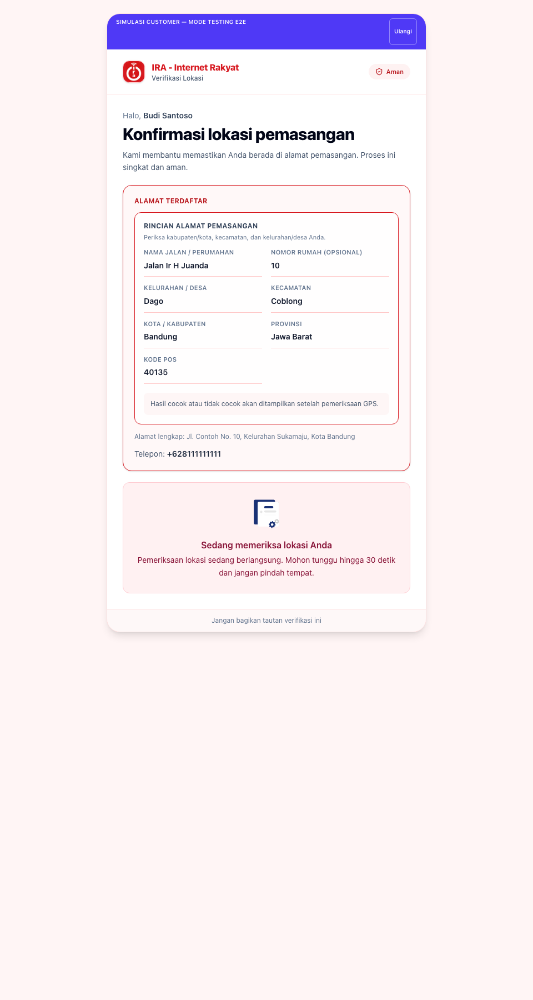 SIMULASI CUSTOMER — MODE TESTING E2E
Ulangi
ira
IRA - Internet Rakyat
Verifikasi Lokasi
Aman
Halo, Budi Santoso
Konfirmasi lokasi pemasangan
Kami membantu memastikan Anda berada di alamat pemasangan. Proses ini
singkat dan aman.
ALAMAT TERDAFTAR
RINCIAN ALAMAT PEMASANGAN
Periksa kabupaten/kota, kecamatan, dan kelurahan/desa Anda.
NAMA JALAN / PERUMAHAN
Jalan Ir H Juanda
NOMOR RUMAH (OPSIONAL)
10
KELURAHAN / DESA
Dago
KECAMATAN
Coblong
KOTA / KABUPATEN
Bandung
PROVINSI
Jawa Barat
KODE POS
40135
Hasil cocok atau tidak cocok akan ditampilkan setelah pemeriksaan GPS.
Alamat lengkap: Jl. Contoh No. 10, Kelurahan Sukamaju, Kota Bandung
Telepon: +628111111111
Sedang memeriksa lokasi Anda
Pemeriksaan lokasi sedang berlangsung. Mohon tunggu hingga 30 detik
dan jangan pindah tempat.
Jangan bagikan tautan verifikasi ini